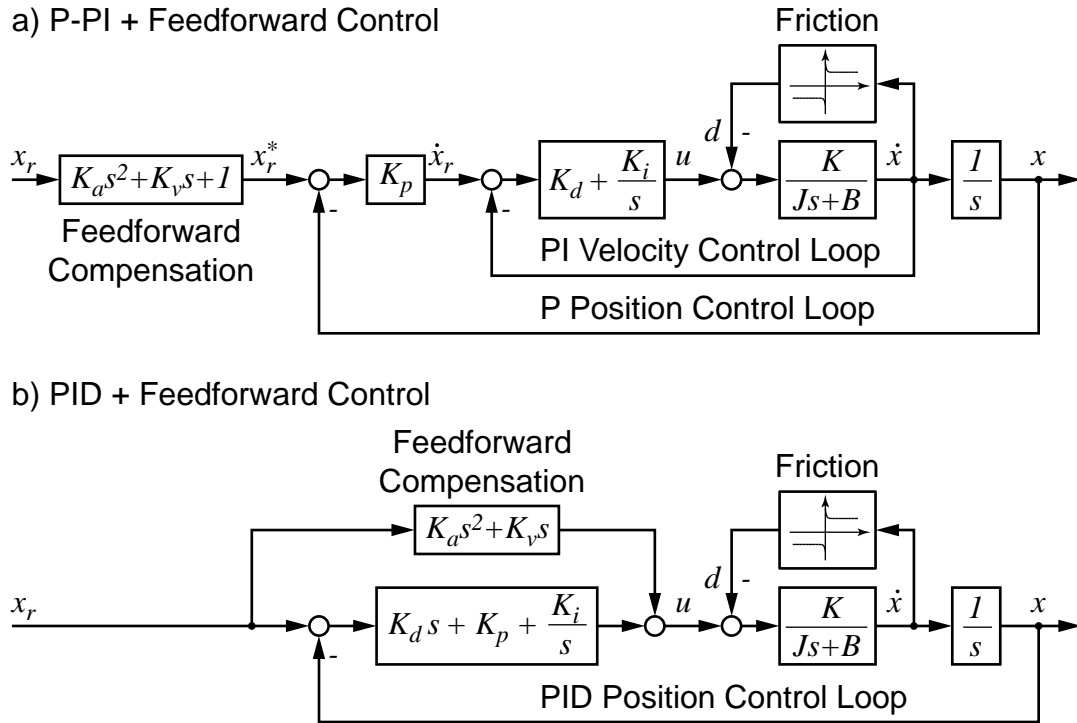 a) P-PI + Feedforward Control
Friction
d -
x_r K_a s^2+K_v s+1 x_r^* K_p ẋ_r K_d + K_i/s u K/(Js+B) ẋ 1/s x
- -
Feedforward
Compensation
PI Velocity Control Loop
P Position Control Loop
b) PID + Feedforward Control
Feedforward
Compensation
Friction
K_a s^2+K_v s
d -
x_r K_d s + K_p + K_i/s u K/(Js+B) ẋ 1/s x
-
PID Position Control Loop